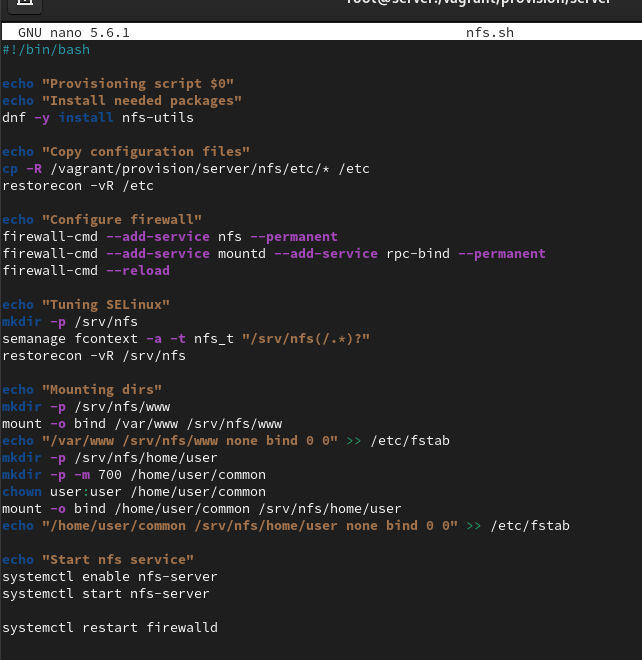 root@server:/vagrant/provision/server
GNU nano 5.6.1 nfs.sh
#!/bin/bash
echo "Provisioning script $0"
echo "Install needed packages"
dnf -y install nfs-utils
echo "Copy configuration files"
cp -R /vagrant/provision/server/nfs/etc/* /etc
restorecon -vR /etc
echo "Configure firewall"
firewall-cmd --add-service nfs --permanent
firewall-cmd --add-service mountd --add-service rpc-bind --permanent
firewall-cmd --reload
echo "Tuning SELinux"
mkdir -p /srv/nfs
semanage fcontext -a -t nfs_t "/srv/nfs(/.*)?"
restorecon -vR /srv/nfs
echo "Mounting dirs"
mkdir -p /srv/nfs/www
mount -o bind /var/www /srv/nfs/www
echo "/var/www /srv/nfs/www none bind 0 0" >> /etc/fstab
mkdir -p /srv/nfs/home/user
mkdir -p -m 700 /home/user/common
chown user:user /home/user/common
mount -o bind /home/user/common /srv/nfs/home/user
echo "/home/user/common /srv/nfs/home/user none bind 0 0" >> /etc/fstab
echo "Start nfs service"
systemctl enable nfs-server
systemctl start nfs-server
systemctl restart firewalld